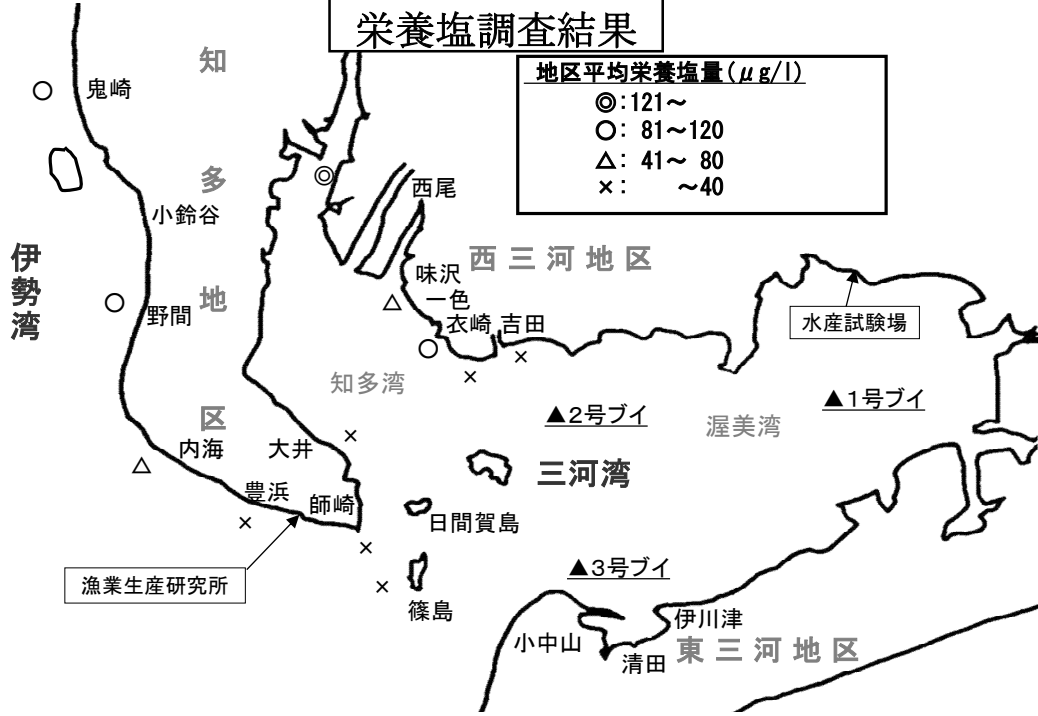 栄養塩調査結果
地区平均栄養塩量(μg/l)
◎:121～
○: 81～120
△: 41～ 80
×: ～40
知多地区
鬼崎
小鈴谷
伊勢湾
野間
西尾
西三河地区
味沢
一色
衣崎 吉田
水産試験場
知多湾
▲2号ブイ
▲1号ブイ
渥美湾
内海
大井
三河湾
豊浜
師崎
日間賀島
漁業生産研究所
篠島
▲3号ブイ
小中山
伊川津
清田
東三河地区